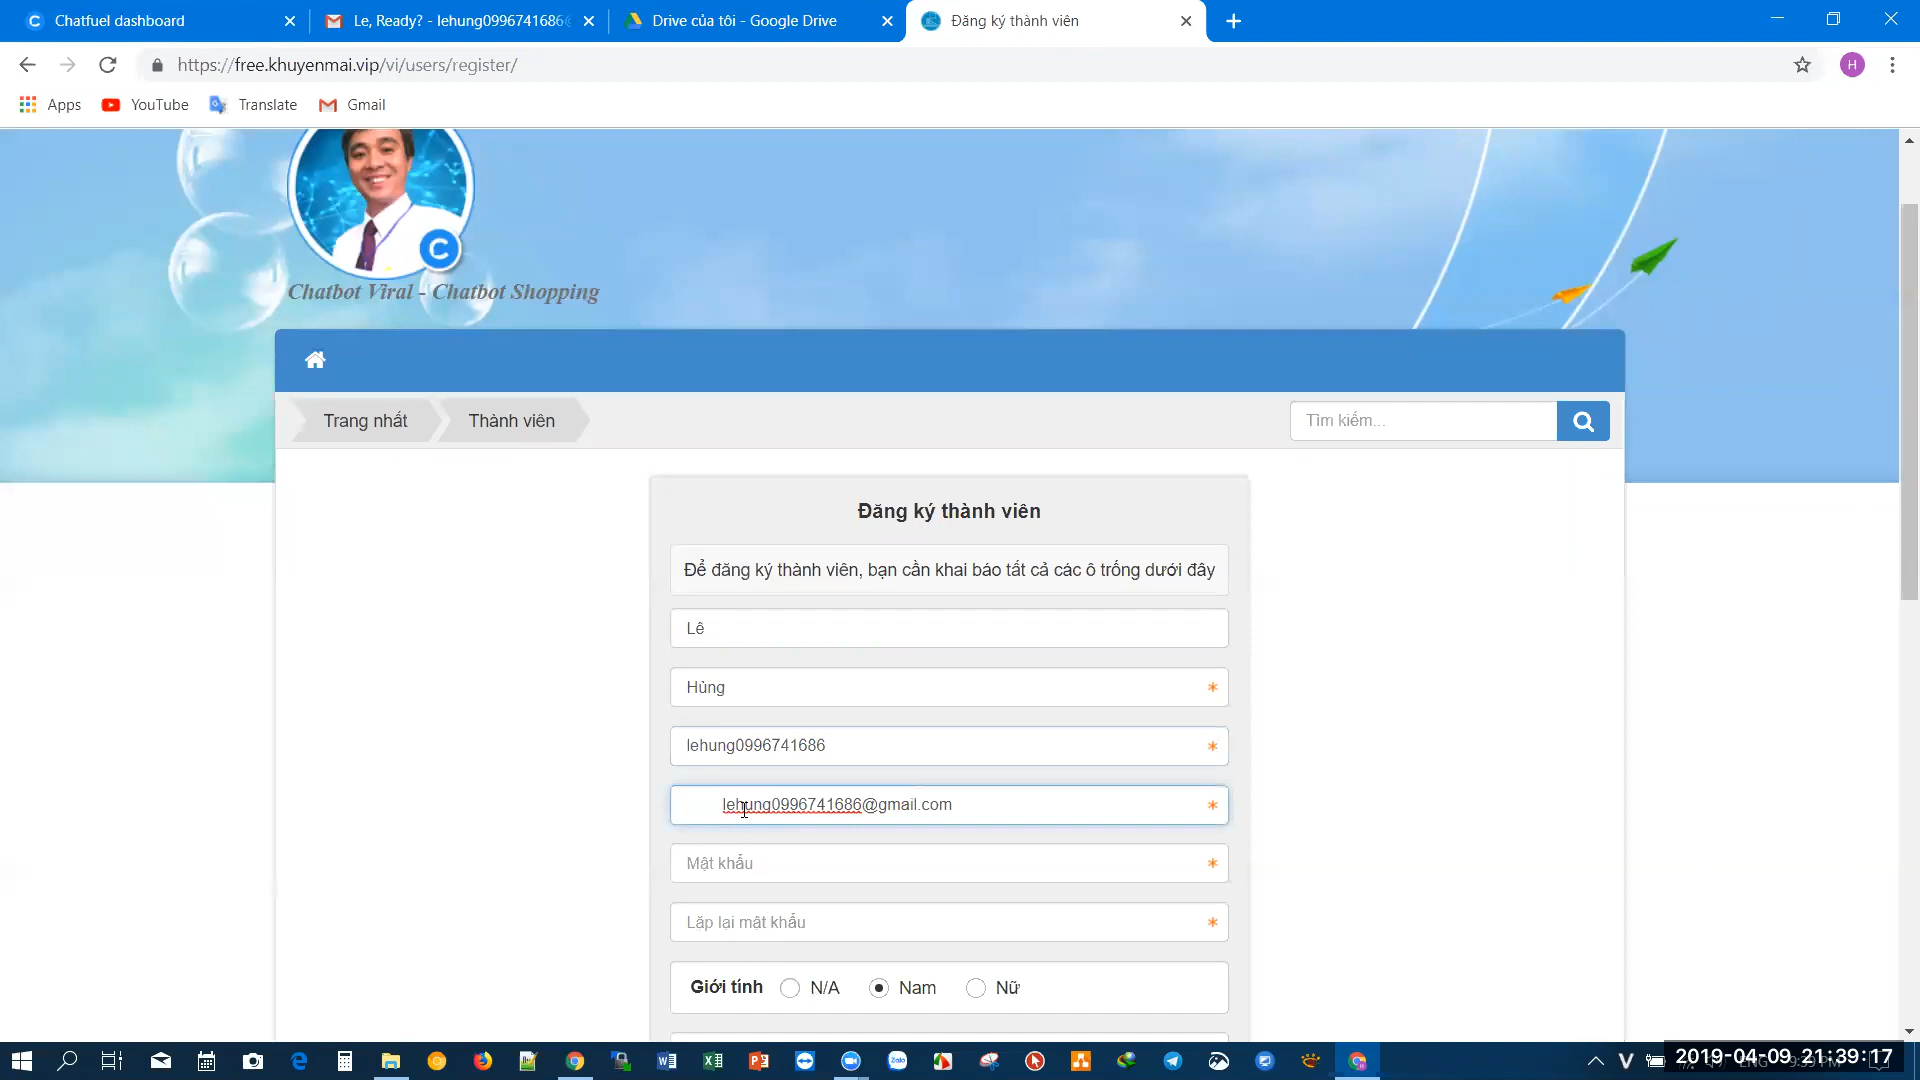 Chatfuel dashboard
Le, Ready? - lehung0996741686@
Drive của tôi - Google Drive
Đăng ký thành viên
https://free.khuyenmai.vip/vi/users/register/
H
Apps
YouTube
Translate
Gmail
C
Chatbot Viral - Chatbot Shopping
Trang nhất
Thành viên
Tìm kiếm...
Đăng ký thành viên
Để đăng ký thành viên, bạn cần khai báo tất cả các ô trống dưới đây
Lê
Hùng
*
lehung0996741686
*
lehung0996741686@gmail.com
*
Mật khẩu
*
Lặp lại mật khẩu
*
Giới tính
N/A
Nam
Nữ
2019-04-09 21:39:17